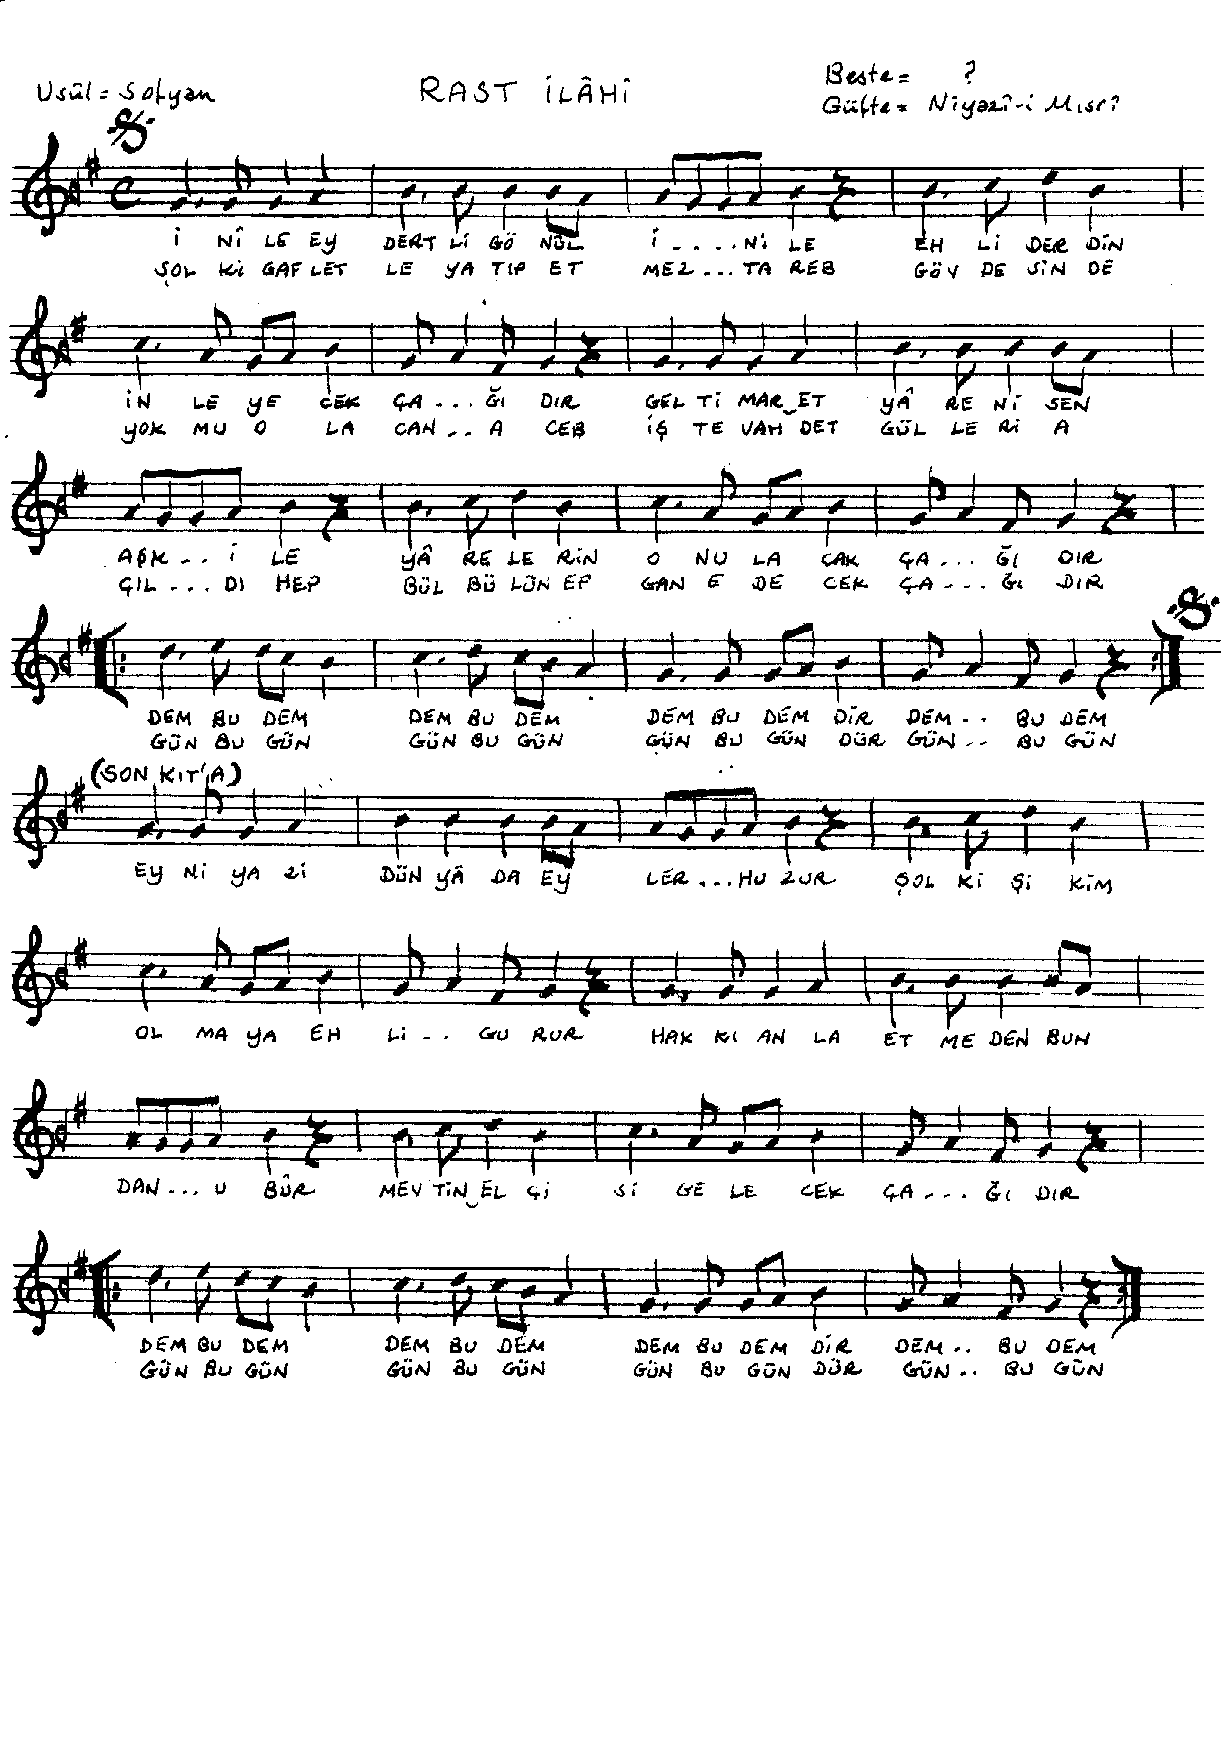 Usûl = Sofyan
RAST İLÂHİ
Beste = ?
Güfte = Niyazî-i Mısrî
İ NİLE EY DERT Lİ GÖ NÜL İ....NİLE EH Lİ DER DİN
ŞOL Kİ GAF LET LE YA TIP ET MEZ...TA REB GÖV DE SİN DE
İN LE YE CEK ÇA...ĞI DIR GEL Tİ MAR_ET YÂ RE Nİ SEN
YOK MU O LA CAN..A CEB İŞ TE VAH DET GÜL LE Rİ A
AŞK...İ LE YÂ RE LE RİN O NU LA CAK ÇA...ĞI DIR
ÇIL...DI HEP BÜL BÜ LÜN EF GAN E DE CEK ÇA...ĞI DIR
DEM BU DEM DEM BU DEM DEM BU DEM DİR DEM.. BU DEM
GÜN BU GÜN GÜN BU GÜN GÜN BU GÜN DÜR GÜN.. BU GÜN
(SON KIT'A)
EY Nİ YA Zİ DÜN YÂ DA EY LER...HU ZUR ŞOL Kİ Şİ KİM
OL MA YA EH Lİ.. GU RUR HAK KI AN LA ET ME DEN BUN
DAN...U BÛR MEV TİN_EL Çİ Sİ GE LE CEK ÇA...ĞI DIR
DEM BU DEM DEM BU DEM DEM BU DEM DİR DEM.. BU DEM
GÜN BU GÜN GÜN BU GÜN GÜN BU GÜN DÜR GÜN.. BU GÜN